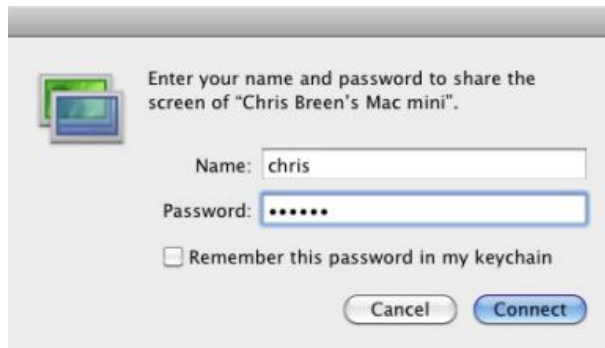 Enter your name and password to share the
screen of “Chris Breen’s Mac mini”.
Name: chris
Password: ••••••
Remember this password in my keychain
Cancel Connect